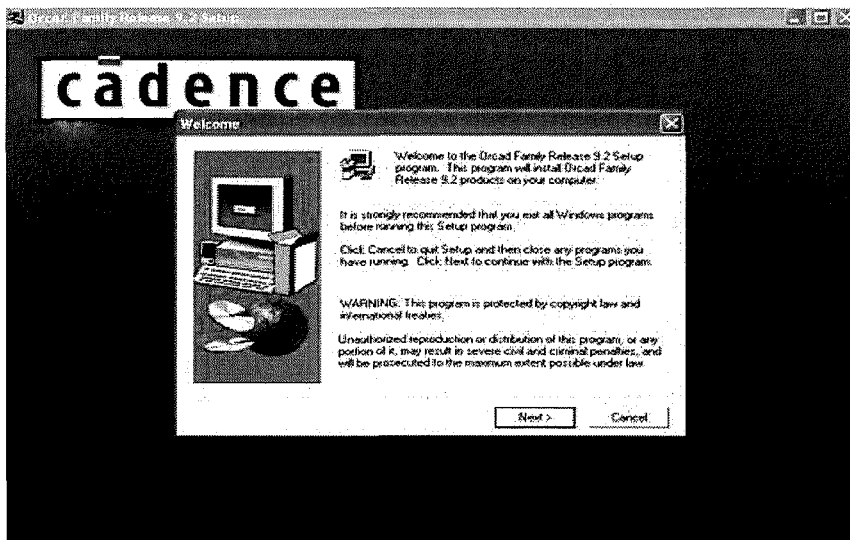 Orcad Family Release 9.2 Setup
cādence
Welcome
Welcome to the Orcad Family Release 9.2 Setup
program. This program will install Orcad Family
Release 9.2 products on your computer.
It is strongly recommended that you exit all Windows programs
before running this Setup program.
Click Cancel to quit Setup and then close any programs you
have running. Click Next to continue with the Setup program.
WARNING: This program is protected by copyright law and
international treaties.
Unauthorized reproduction or distribution of this program, or any
portion of it, may result in severe civil and criminal penalties, and
will be prosecuted to the maximum extent possible under law.
Next >
Cancel